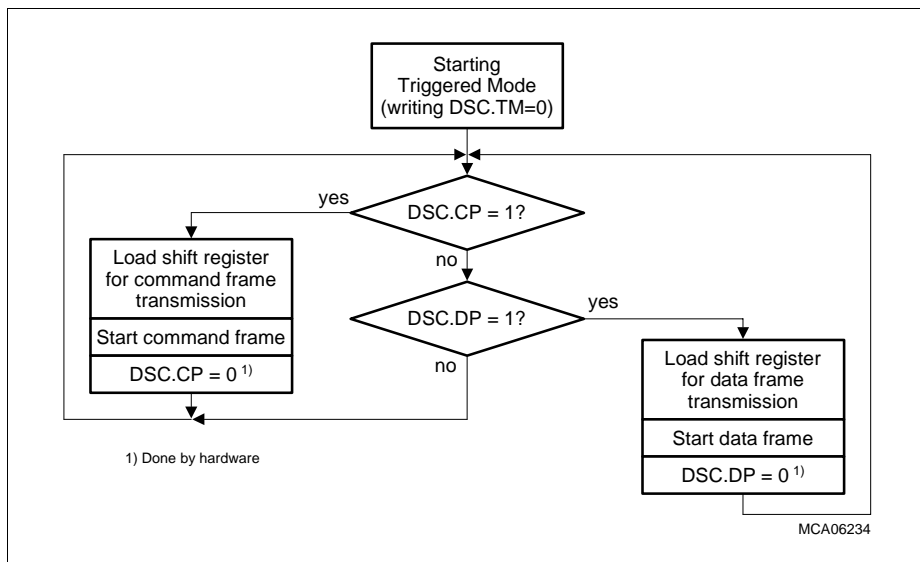 Starting
Triggered Mode
(writing DSC.TM=0)
yes
DSC.CP = 1?
Load shift register
for command frame
transmission
Start command frame
DSC.CP = 0 1)
no
DSC.DP = 1?
yes
no
Load shift register
for data frame
transmission
Start data frame
DSC.DP = 0 1)
1) Done by hardware
MCA06234